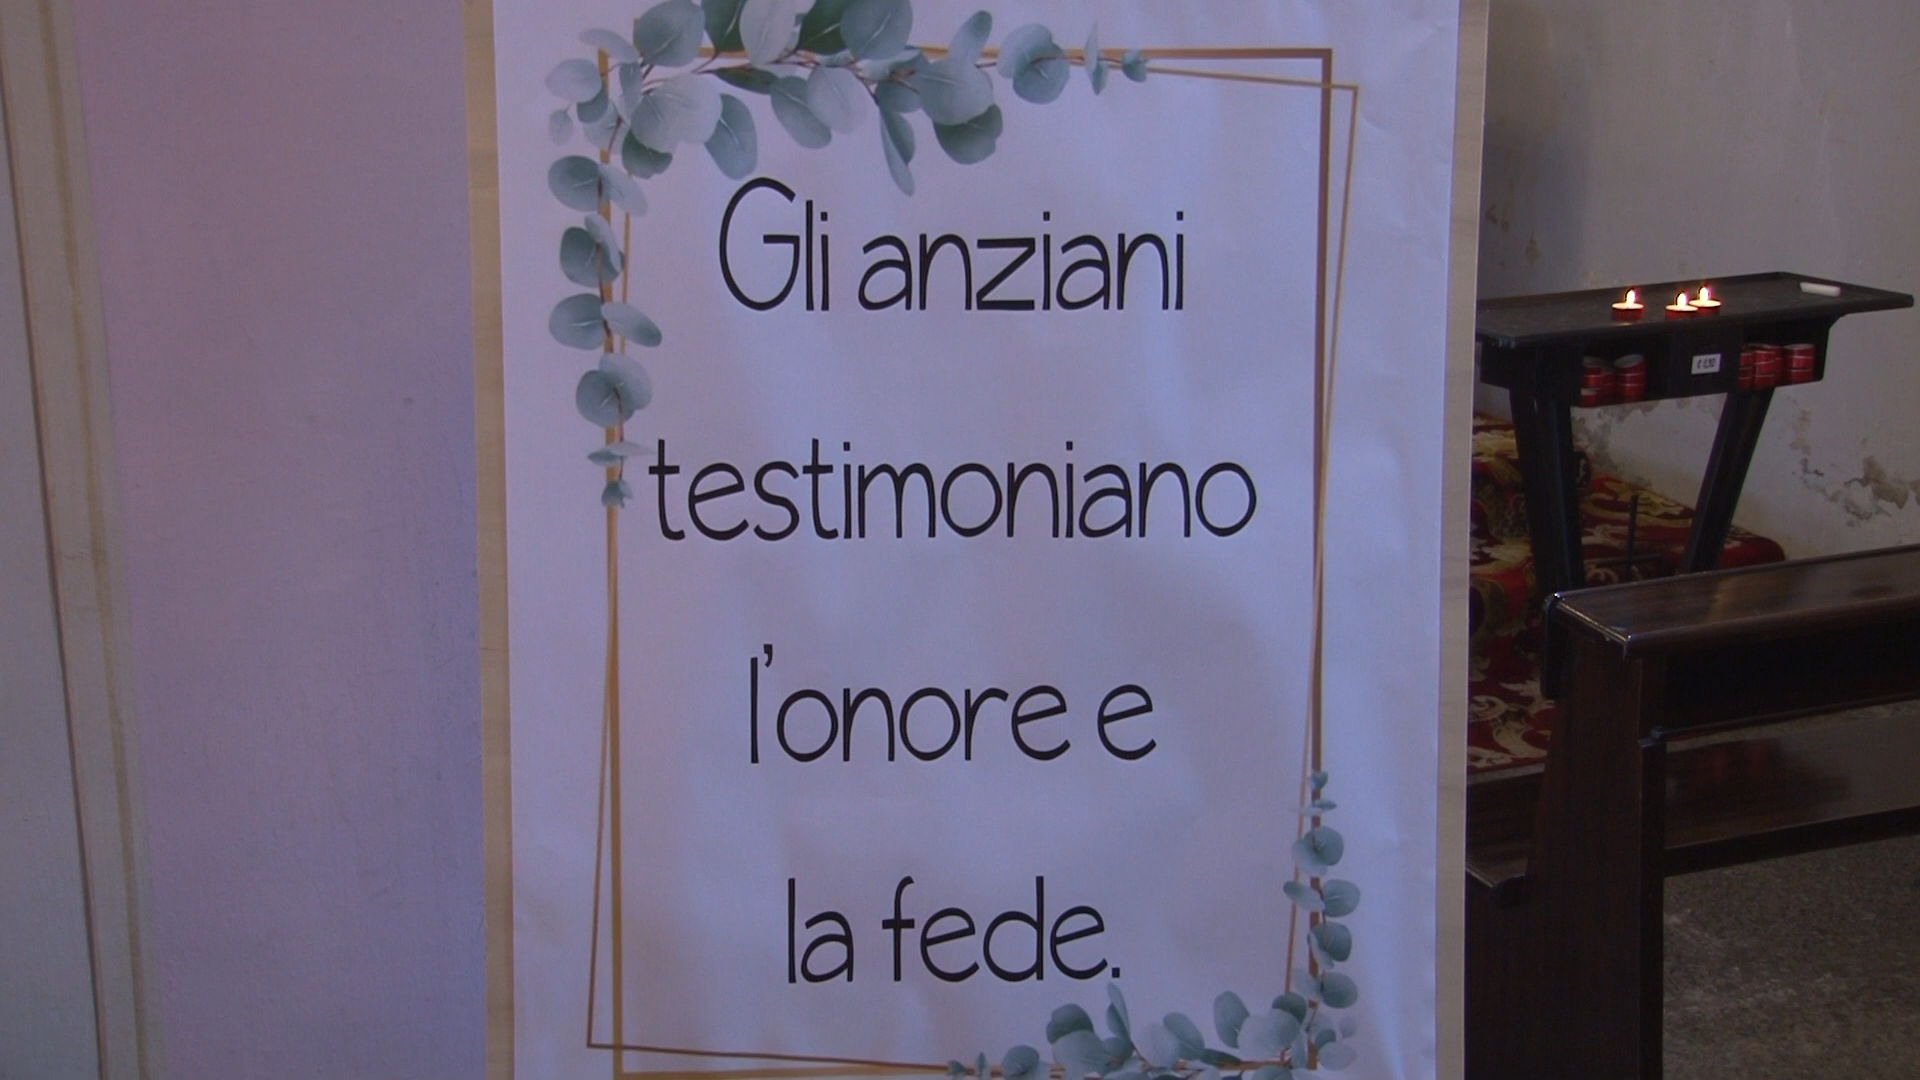 Gli anziani
testimoniano
l'onore e
la fede.